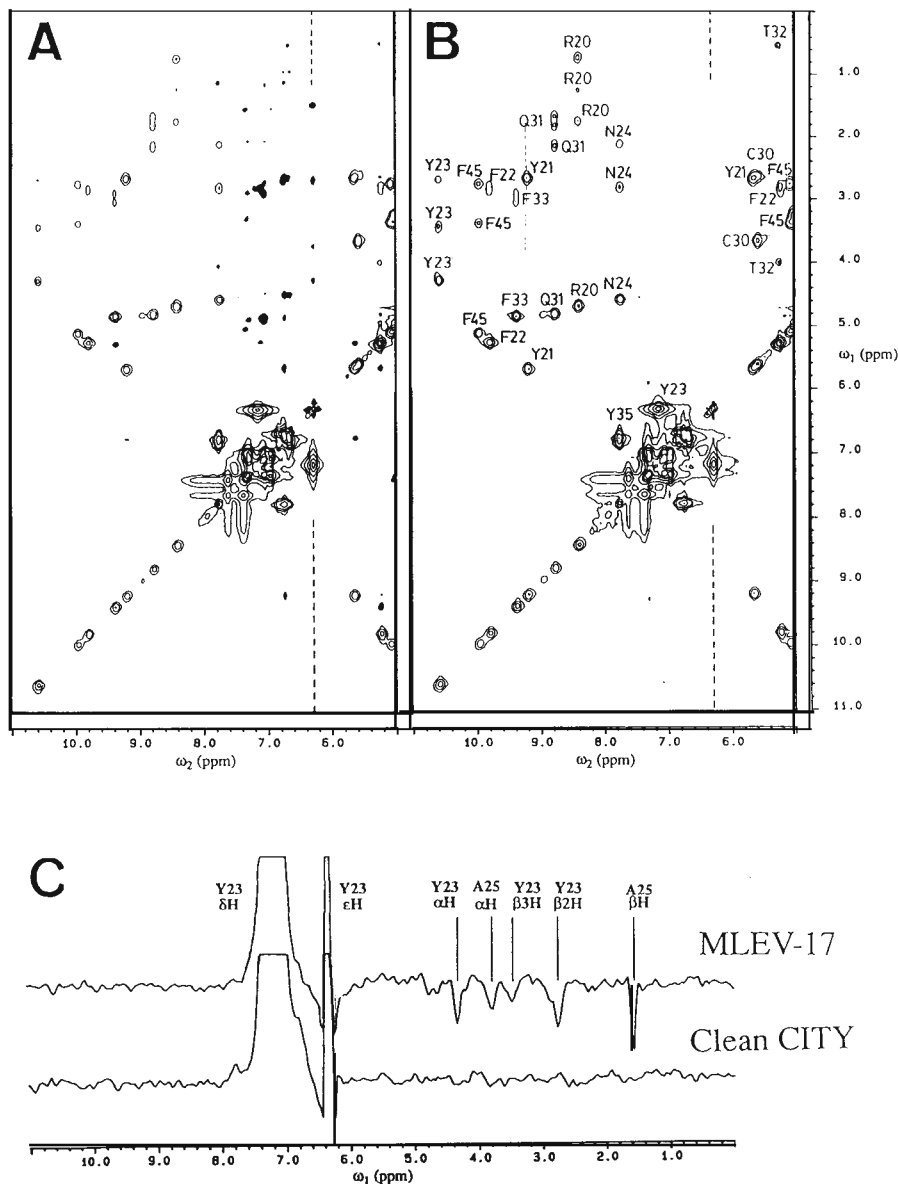 A
B
T32
R20
R20
R20
Q31
Q31
N24
Y23
F45
F22
Y21
N24
C30
Y21
F45
F33
F22
Y23
F45
F45
C30
Y23
T32
F33
Q31
R20
N24
F45
F22
Y21
Y23
Y35
1.0
2.0
3.0
4.0
5.0
ω1 (ppm)
6.0
7.0
8.0
9.0
10.0
11.0
10.0 9.0 8.0 7.0 6.0
ω2 (ppm)
10.0 9.0 8.0 7.0 6.0
ω2 (ppm)
C
Y23 δH
Y23 εH
Y23 αH
A25 αH
Y23 β3H
Y23 β2H
A25 βH
MLEV-17
Clean CITY
10.0 9.0 8.0 7.0 6.0 5.0 4.0 3.0 2.0 1.0
ω1 (ppm)